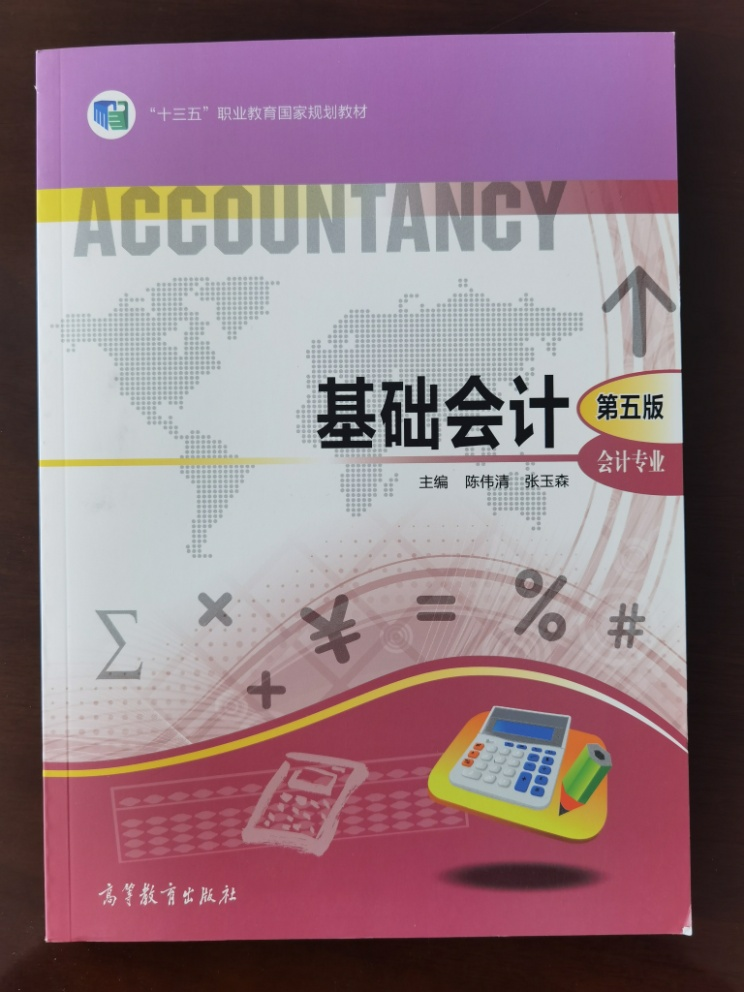 “十三五”职业教育国家规划教材
ACCOUNTANCY
基础会计
第五版
会计专业
主编 陈伟清 张玉森
∑ × + ¥ = % #
高等教育出版社